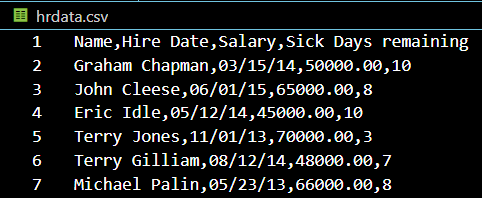 hrdata.csv
1 Name,Hire Date,Salary,Sick Days remaining
2 Graham Chapman,03/15/14,50000.00,10
3 John Cleese,06/01/15,65000.00,8
4 Eric Idle,05/12/14,45000.00,10
5 Terry Jones,11/01/13,70000.00,3
6 Terry Gilliam,08/12/14,48000.00,7
7 Michael Palin,05/23/13,66000.00,8